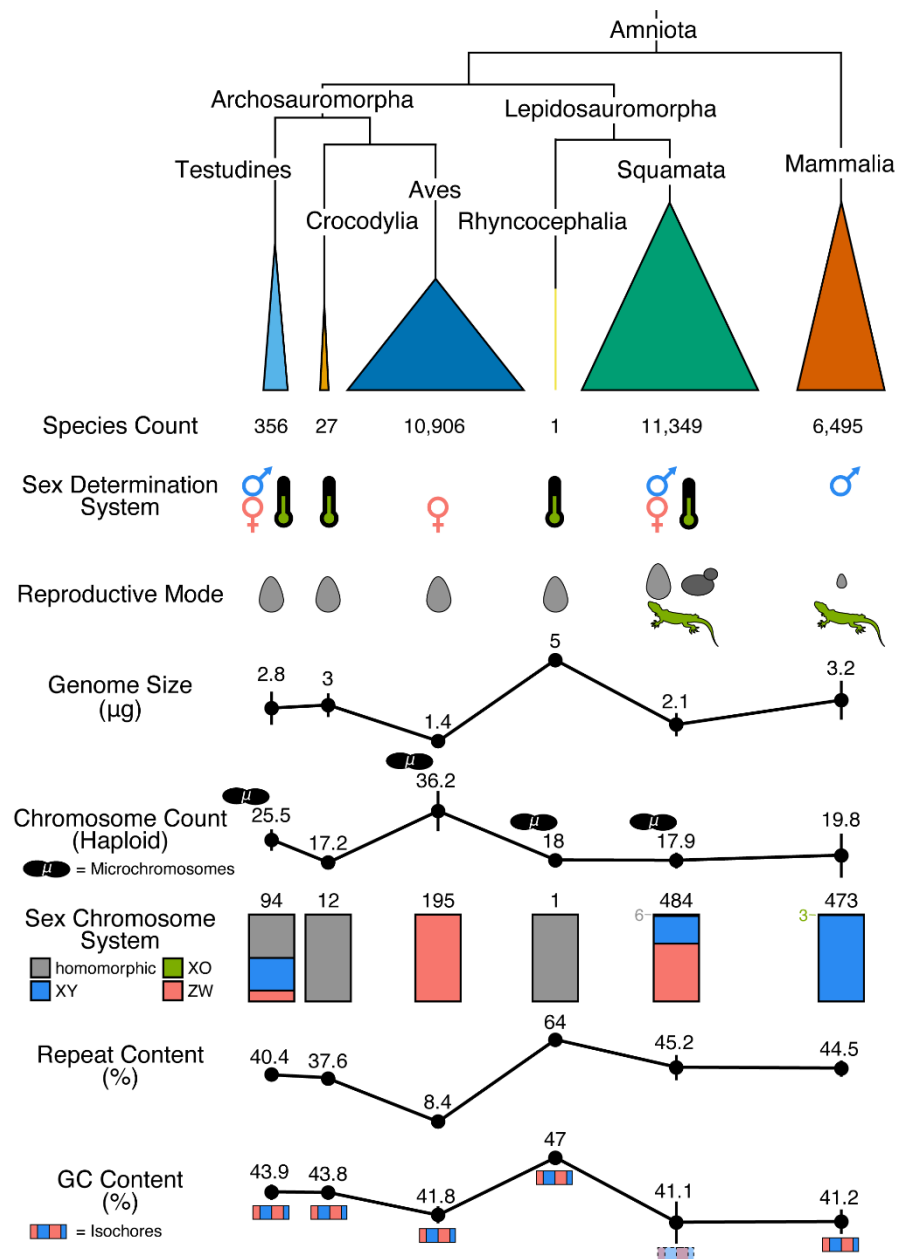 Amniota
Archosauromorpha
Lepidosauromorpha
Testudines
Squamata
Mammalia
Aves
Crocodylia
Rhyncocephalia
Species Count 356 27 10,906 1 11,349 6,495
Sex Determination
System
Reproductive Mode
Genome Size
(µg)
2.8 3 1.4 5 2.1 3.2
Chromosome Count
(Haploid)
µ = Microchromosomes
µ 25.5 17.2 µ 36.2 µ 18 µ 17.9 19.8
Sex Chromosome
System
homomorphic XO
XY ZW
94 12 195 1 484 473
6 3
Repeat Content
(%)
40.4 37.6 8.4 64 45.2 44.5
GC Content
(%)
= Isochores
43.9 43.8 41.8 47 41.1 41.2